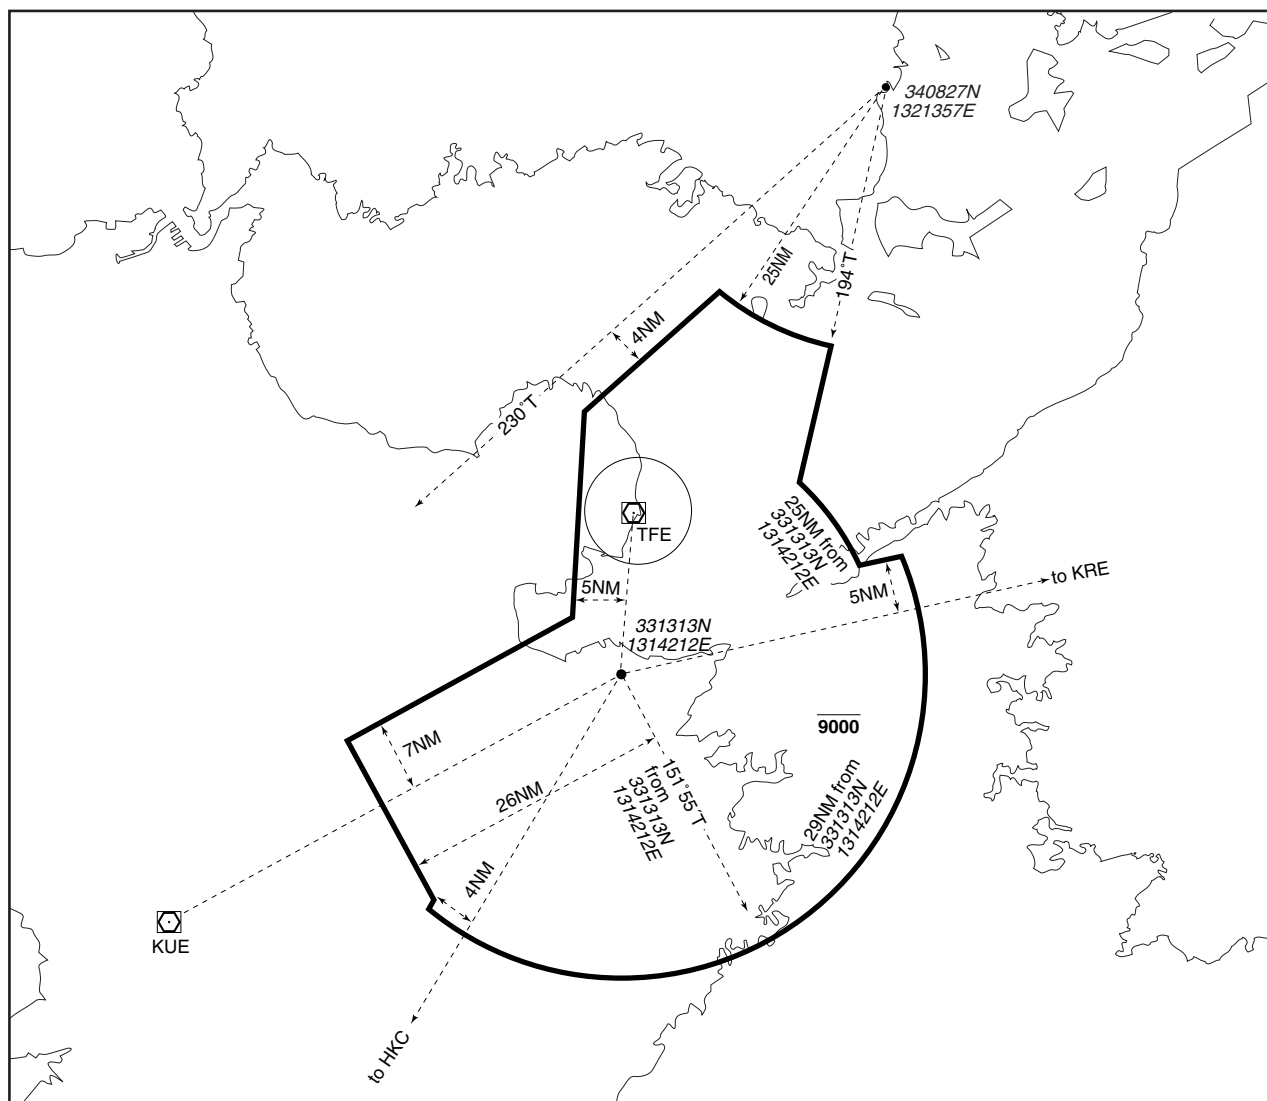 340827N
1321357E
25NM
194°T
4NM
230°T
TFE
25NM from
331313N
1314212E
to KRE
5NM
5NM
331313N
1314212E
9000
7NM
26NM
151°55'T
from
331313N
1314212E
29NM from
331313N
1314212E
4NM
KUE
to HKC